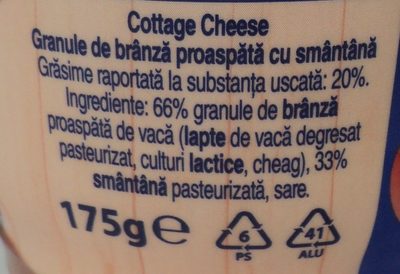 Cottage Cheese
Granule de brânză proaspătă cu smântână
Grăsime raportată la substanța uscată: 20%.
Ingrediente: 66% granule de brânză
proaspătă de vacă (lapte de vacă degresat
pasteurizat, culturi lactice, cheag), 33%
smântână pasteurizată, sare.
175g℮
6
PS
41
ALU